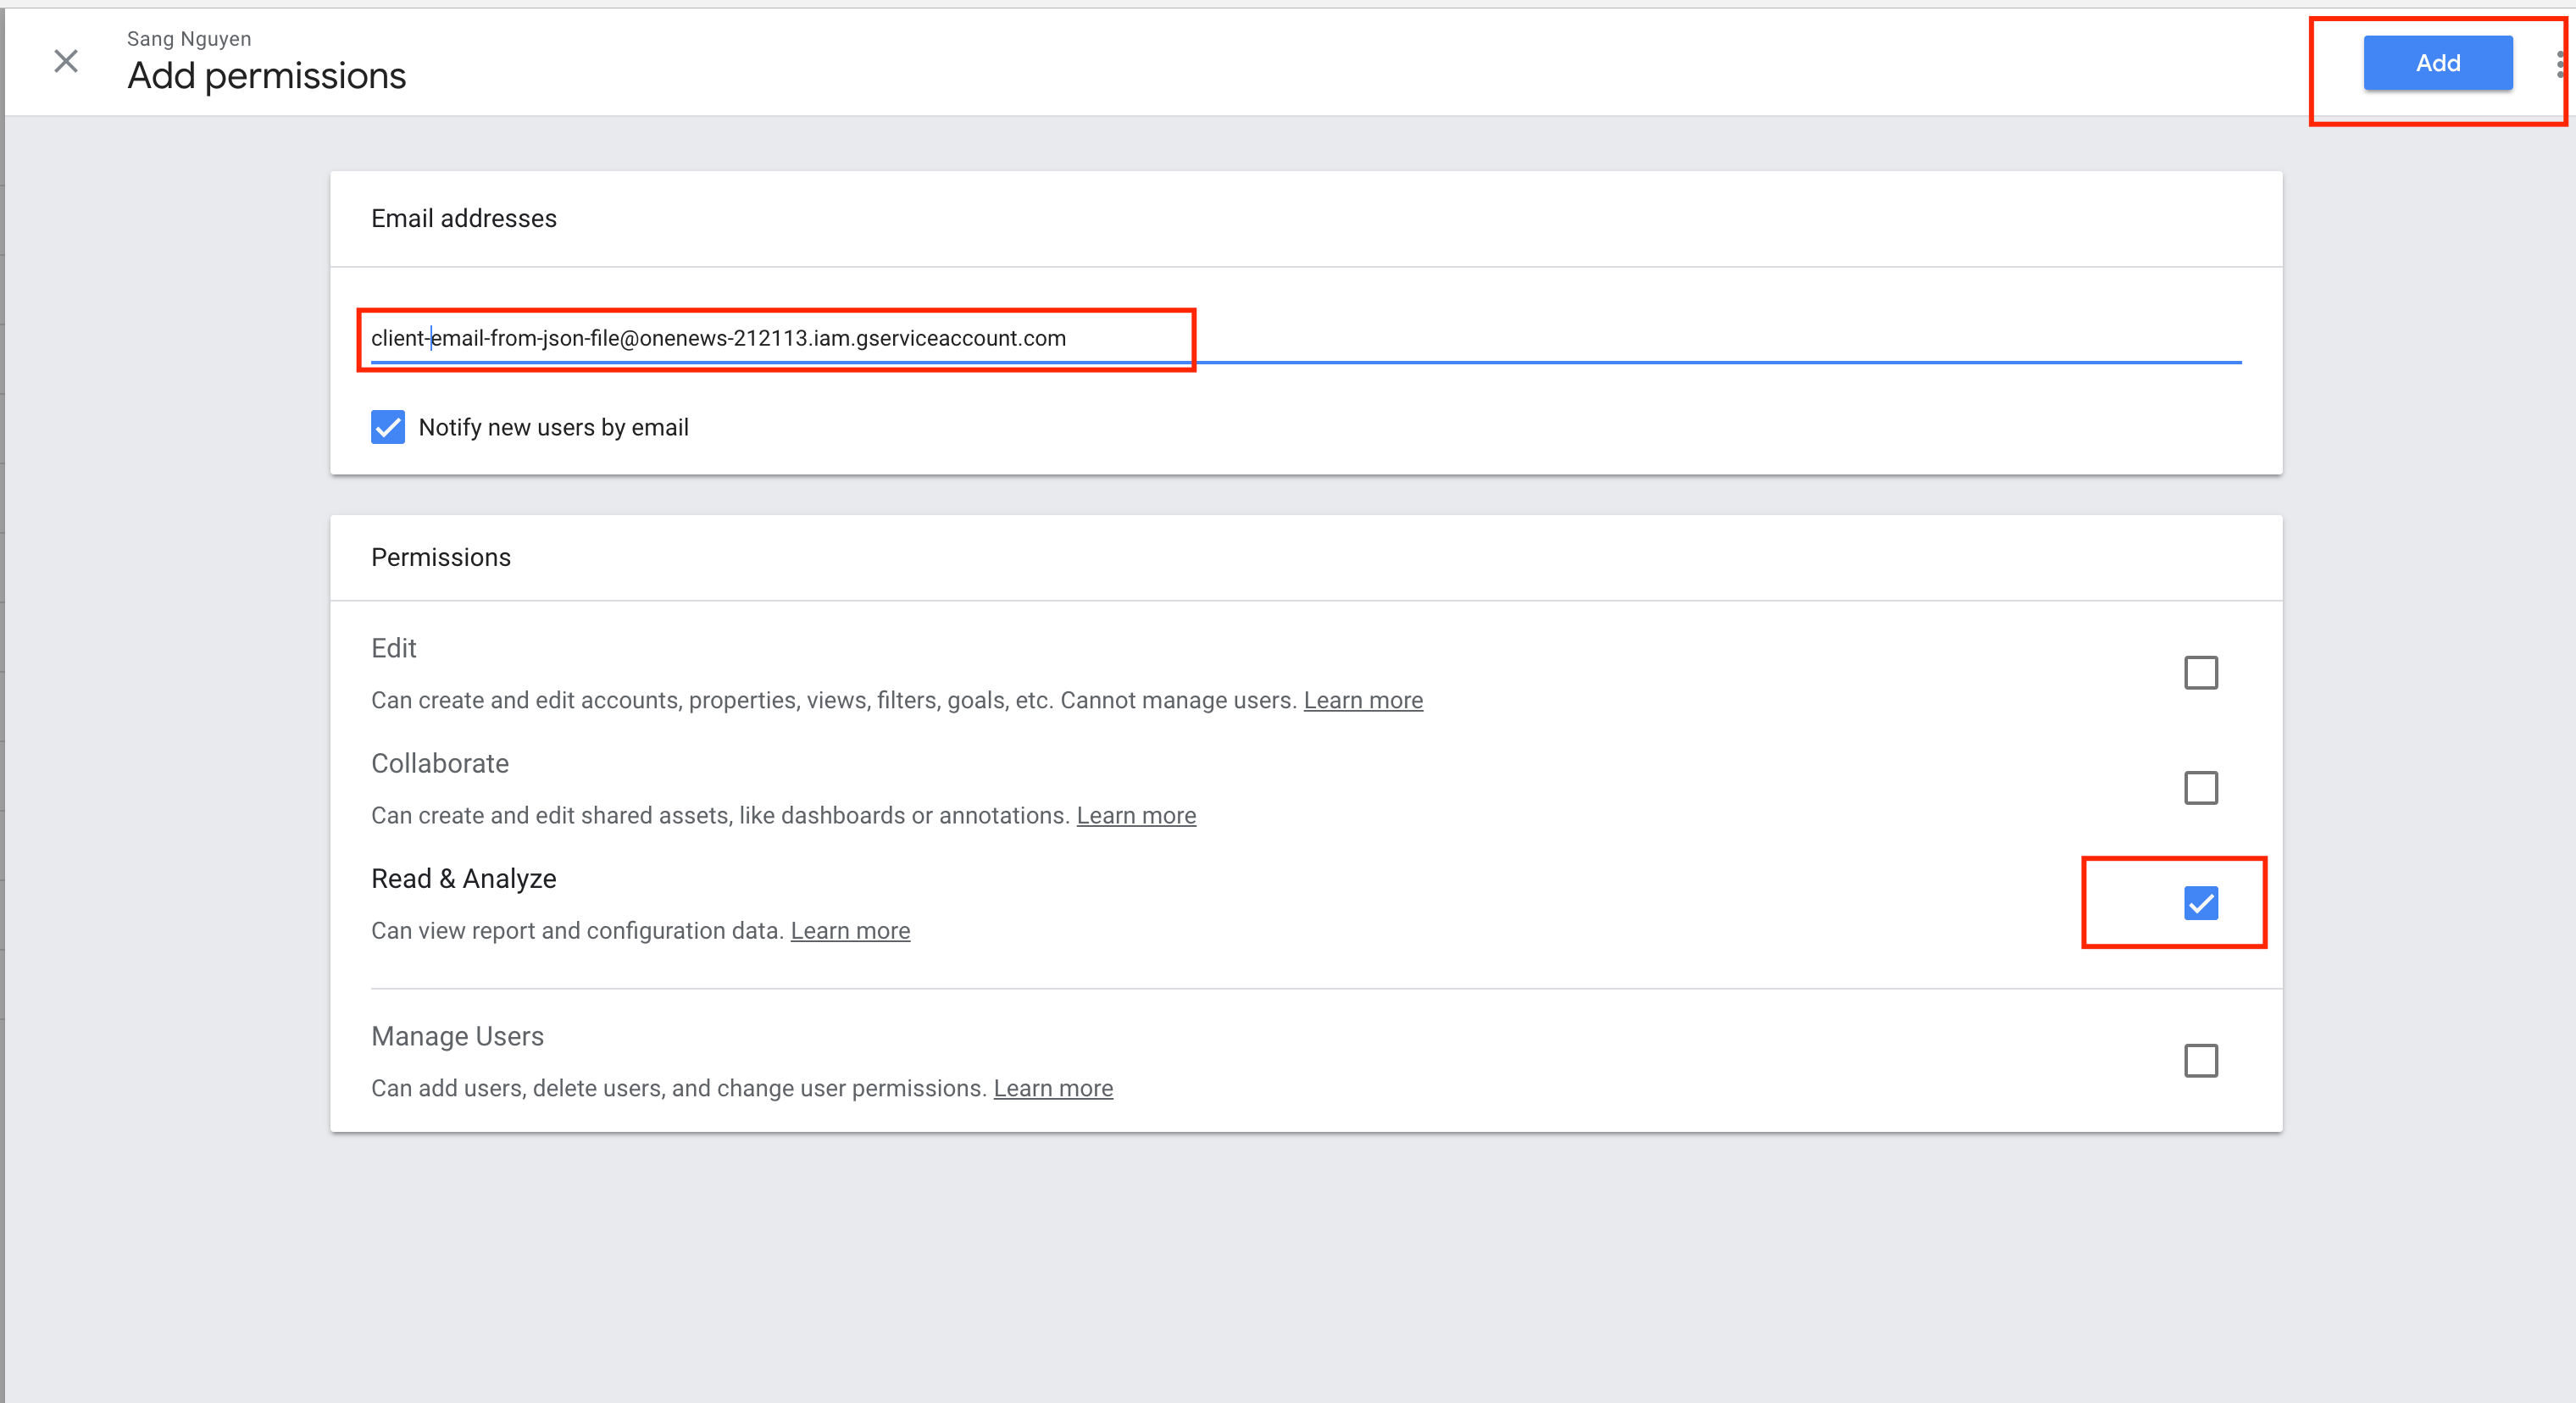 Sang Nguyen
Add permissions
Add
Email addresses
client-email-from-json-file@onenews-212113.iam.gserviceaccount.com
Notify new users by email
Permissions
Edit
Can create and edit accounts, properties, views, filters, goals, etc. Cannot manage users. Learn more
Collaborate
Can create and edit shared assets, like dashboards or annotations. Learn more
Read & Analyze
Can view report and configuration data. Learn more
Manage Users
Can add users, delete users, and change user permissions. Learn more